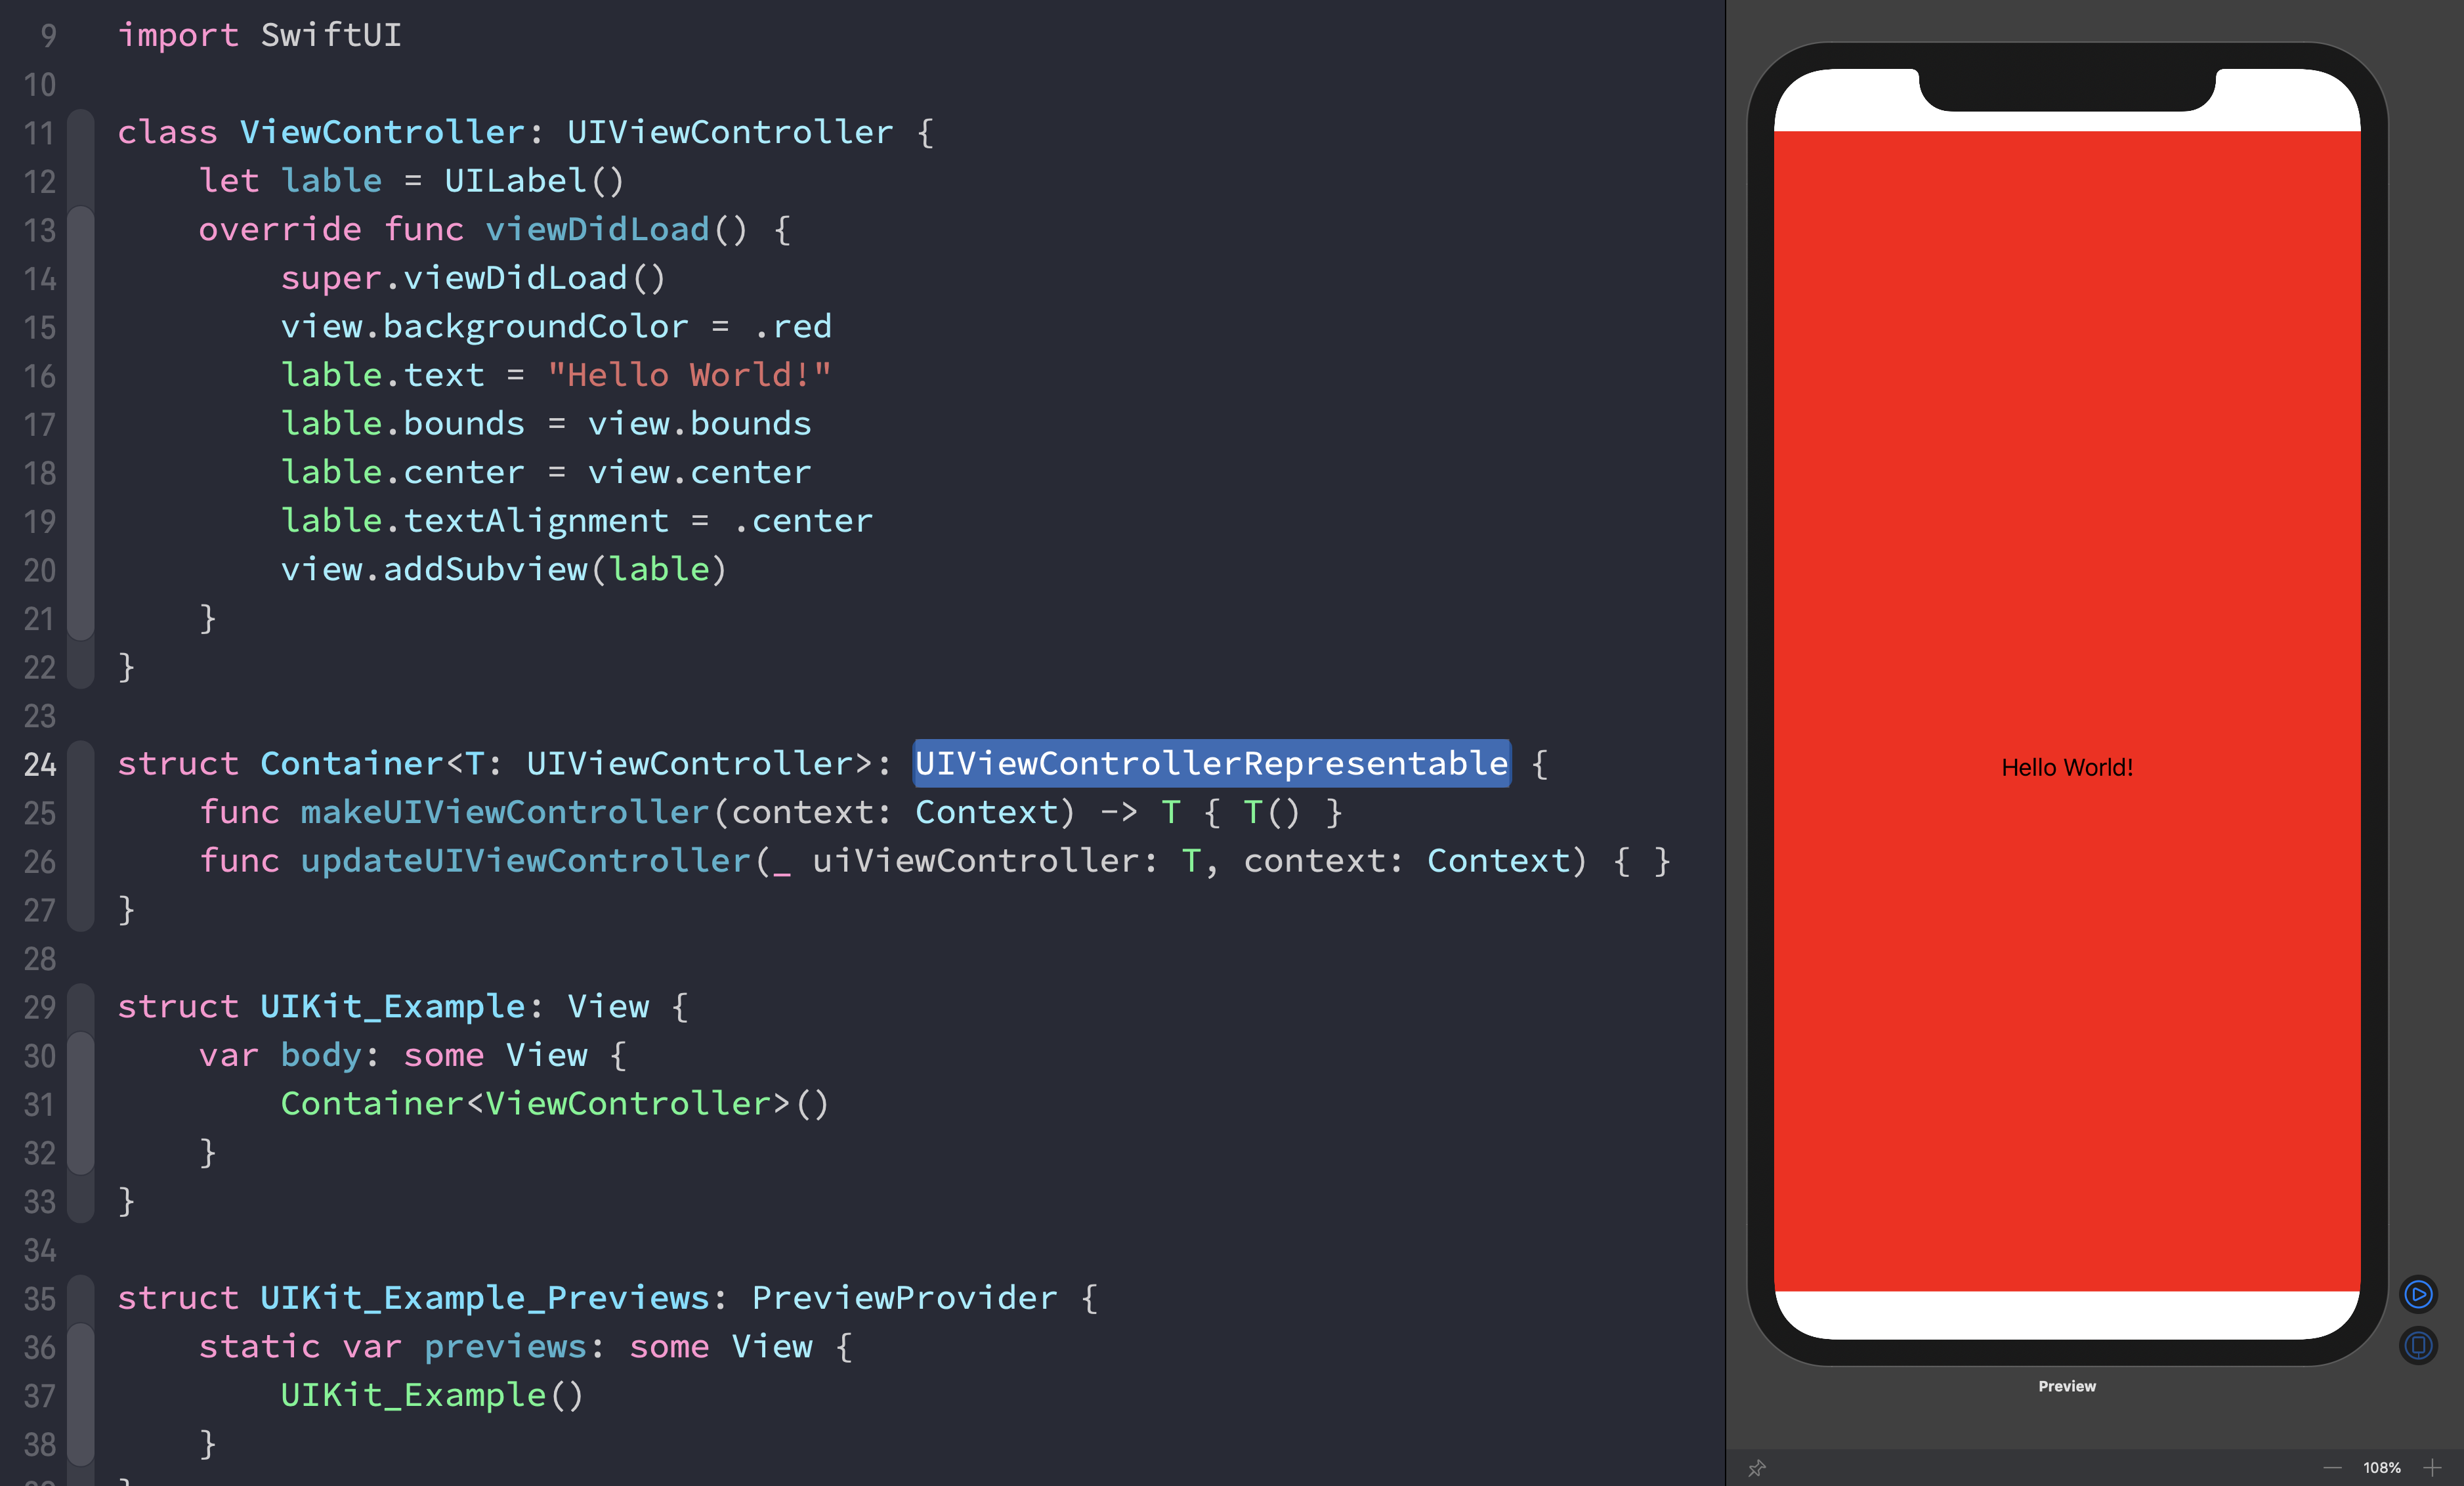 9 import SwiftUI
10
11 class ViewController: UIViewController {
12     let lable = UILabel()
13     override func viewDidLoad() {
14         super.viewDidLoad()
15         view.backgroundColor = .red
16         lable.text = "Hello World!"
17         lable.bounds = view.bounds
18         lable.center = view.center
19         lable.textAlignment = .center
20         view.addSubview(lable)
21     }
22 }
23
24 struct Container<T: UIViewController>: UIViewControllerRepresentable {
25     func makeUIViewController(context: Context) -> T { T() }
26     func updateUIViewController(_ uiViewController: T, context: Context) { }
27 }
28
29 struct UIKit_Example: View {
30     var body: some View {
31         Container<ViewController>()
32     }
33 }
34
35 struct UIKit_Example_Previews: PreviewProvider {
36     static var previews: some View {
37         UIKit_Example()
38     }
Hello World!
Preview
108%